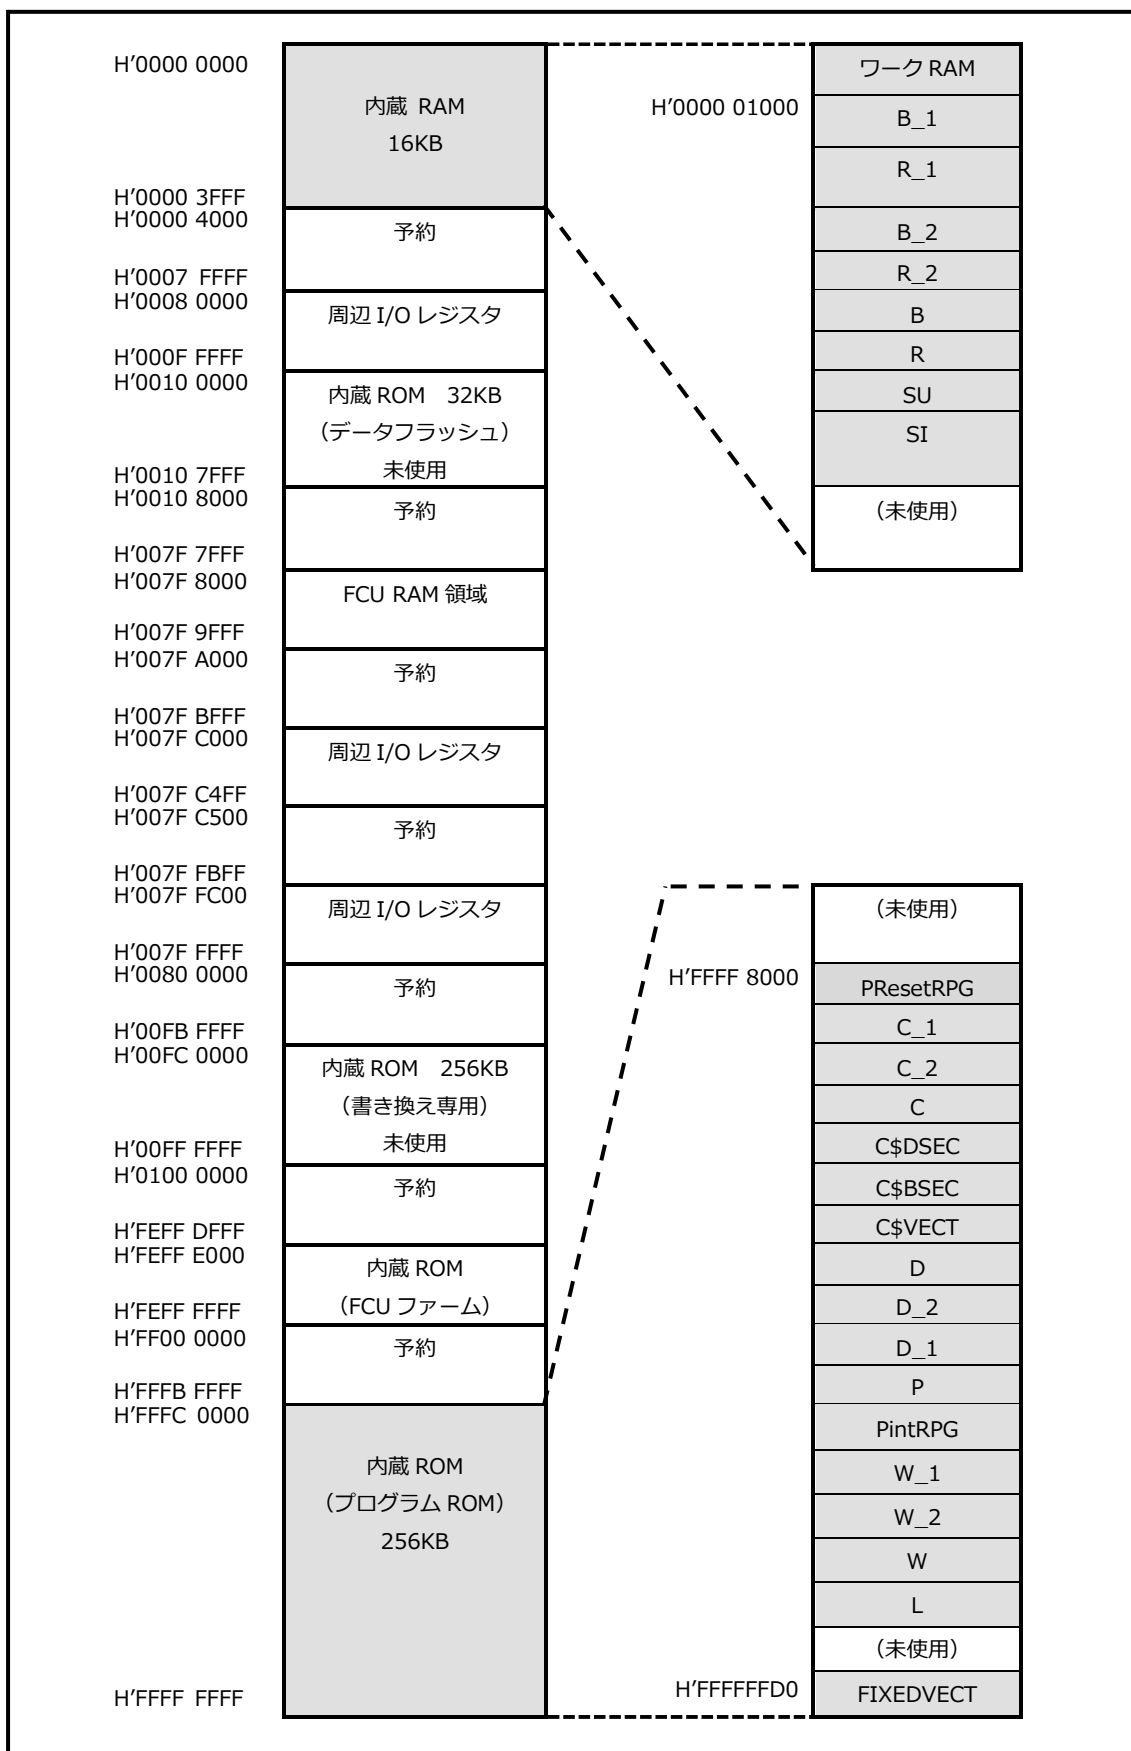 H'0000 0000
内蔵 RAM
16KB
H'0000 3FFF
H'0000 4000
予約
H'0007 FFFF
H'0008 0000
周辺 I/O レジスタ
H'000F FFFF
H'0010 0000
内蔵 ROM 32KB
（データフラッシュ）
未使用
H'0010 7FFF
H'0010 8000
予約
H'007F 7FFF
H'007F 8000
FCU RAM 領域
H'007F 9FFF
H'007F A000
予約
H'007F BFFF
H'007F C000
周辺 I/O レジスタ
H'007F C4FF
H'007F C500
予約
H'007F FBFF
H'007F FC00
周辺 I/O レジスタ
H'007F FFFF
H'0080 0000
予約
H'00FB FFFF
H'00FC 0000
内蔵 ROM 256KB
（書き換え専用）
未使用
H'00FF FFFF
H'0100 0000
予約
H'FEFF DFFF
H'FEFF E000
内蔵 ROM
（FCU ファーム）
H'FEFF FFFF
H'FF00 0000
予約
H'FFFB FFFF
H'FFFC 0000
内蔵 ROM
（プログラム ROM）
256KB
H'FFFF FFFF
ワーク RAM
H'0000 01000
B_1
R_1
B_2
R_2
B
R
SU
SI
（未使用）
（未使用）
H'FFFF 8000
PResetRPG
C_1
C_2
C
C$DSEC
C$BSEC
C$VECT
D
D_2
D_1
P
PintRPG
W_1
W_2
W
L
（未使用）
H'FFFFFFD0
FIXEDVECT